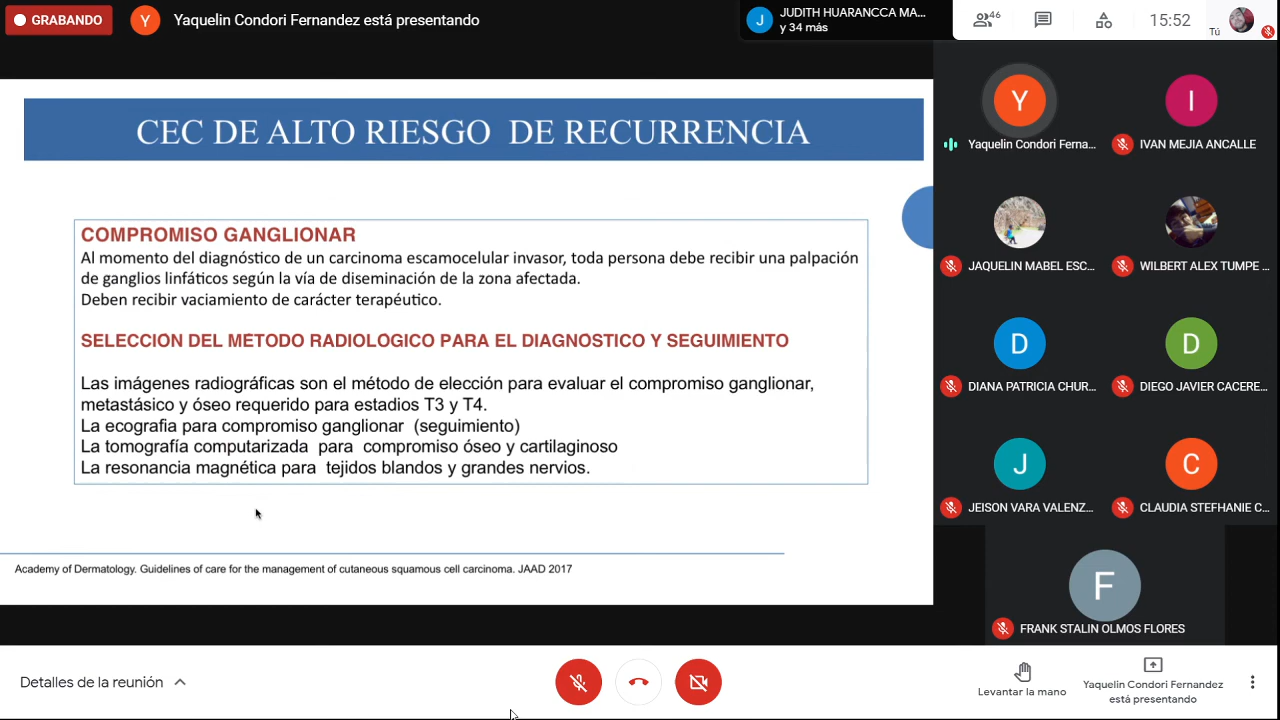 GRABANDO
Y
Yaquelin Condori Fernandez está presentando
J
JUDITH HUARANCCA MA...
y 34 más
46
15:52
Tú
CEC DE ALTO RIESGO DE RECURRENCIA
COMPROMISO GANGLIONAR
Al momento del diagnóstico de un carcinoma escamocelular invasor, toda persona debe recibir una palpación
de ganglios linfáticos según la vía de diseminación de la zona afectada.
Deben recibir vaciamiento de carácter terapéutico.
SELECCION DEL METODO RADIOLOGICO PARA EL DIAGNOSTICO Y SEGUIMIENTO
Las imágenes radiográficas son el método de elección para evaluar el compromiso ganglionar,
metastásico y óseo requerido para estadios T3 y T4.
La ecografia para compromiso ganglionar (seguimiento)
La tomografía computarizada para compromiso óseo y cartilaginoso
La resonancia magnética para tejidos blandos y grandes nervios.
Academy of Dermatology. Guidelines of care for the management of cutaneous squamous cell carcinoma. JAAD 2017
Y
Yaquelin Condori Ferna...
I
IVAN MEJIA ANCALLE
JAQUELIN MABEL ESC...
WILBERT ALEX TUMPE ...
D
DIANA PATRICIA CHUR...
D
DIEGO JAVIER CACERE...
J
JEISON VARA VALENZ...
C
CLAUDIA STEFHANIE C...
F
FRANK STALIN OLMOS FLORES
Detalles de la reunión
Levantar la mano
Yaquelin Condori Fernandez
está presentando